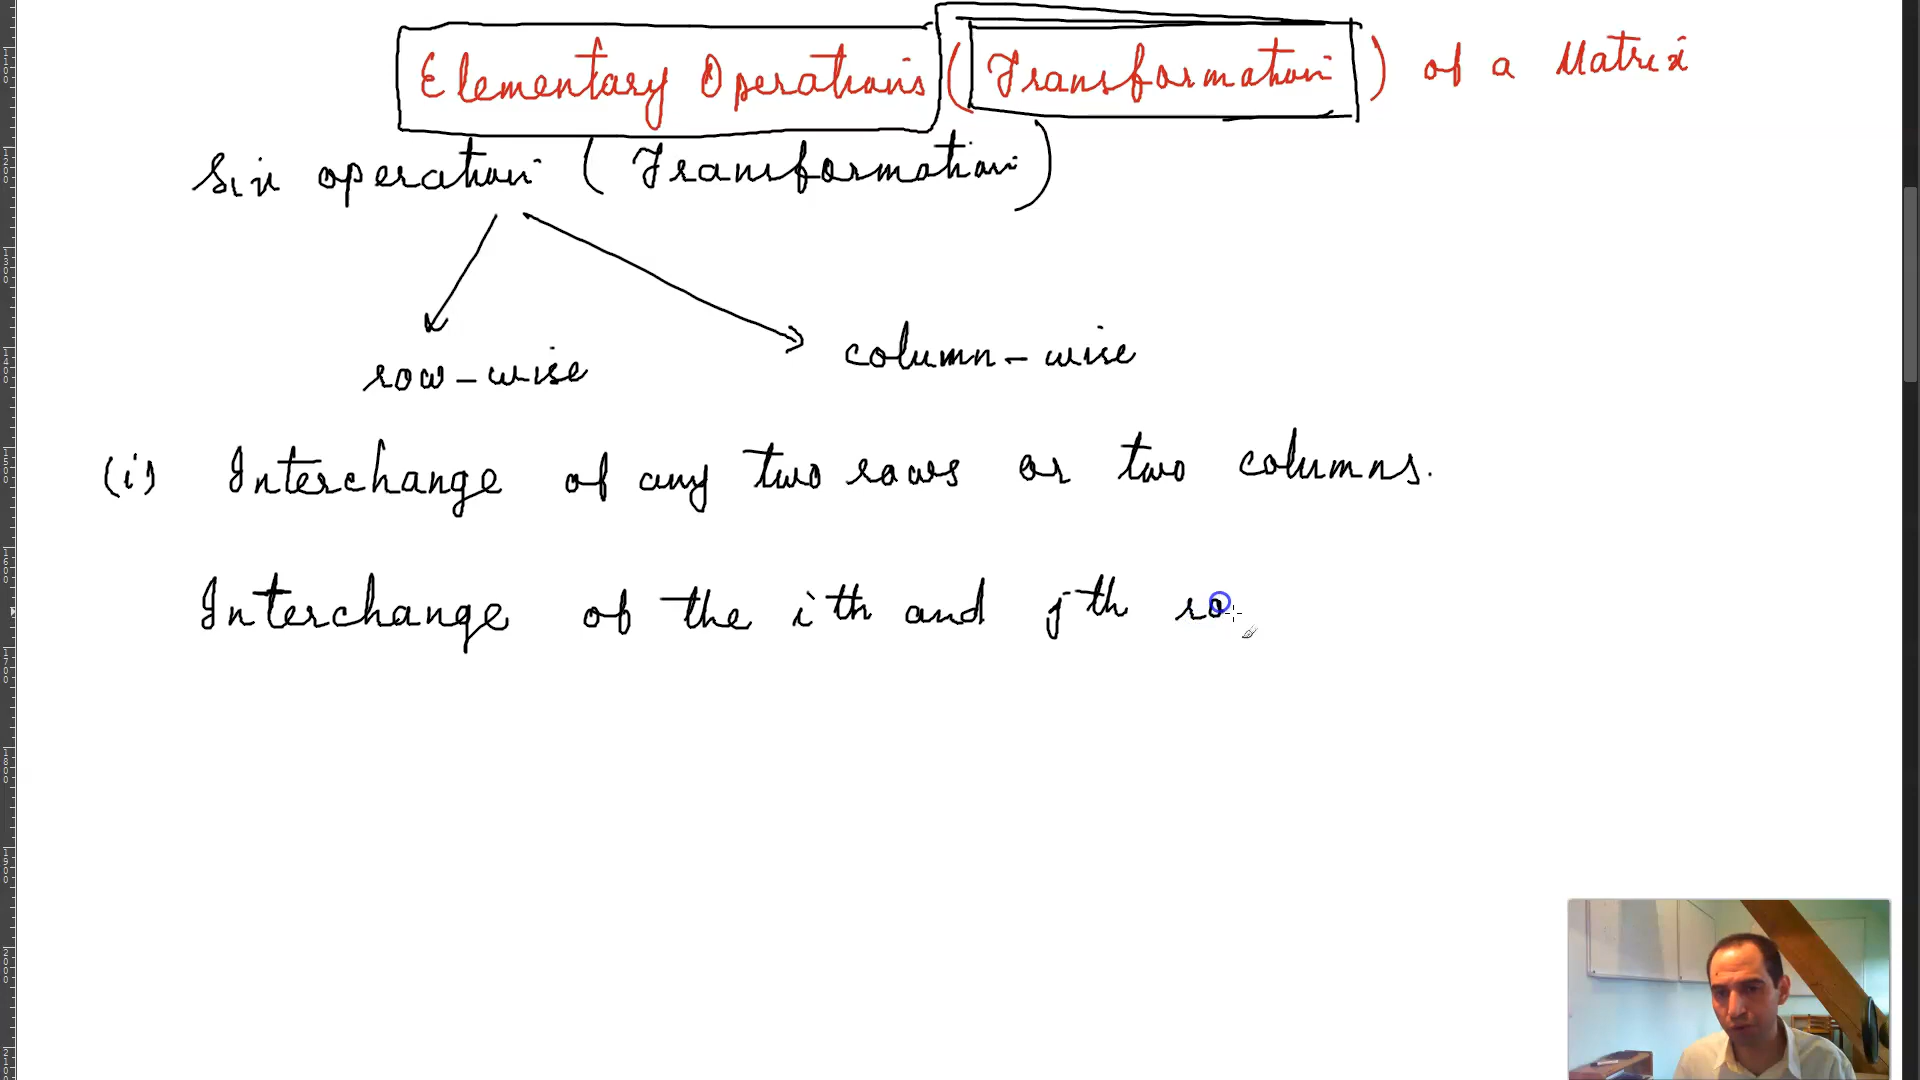 Elementary Operations (Transformation) of a Matrix
Six operation (Transformation)
row-wise
column-wise
(i) Interchange of any two rows or two columns.
Interchange of the ith and jth ro